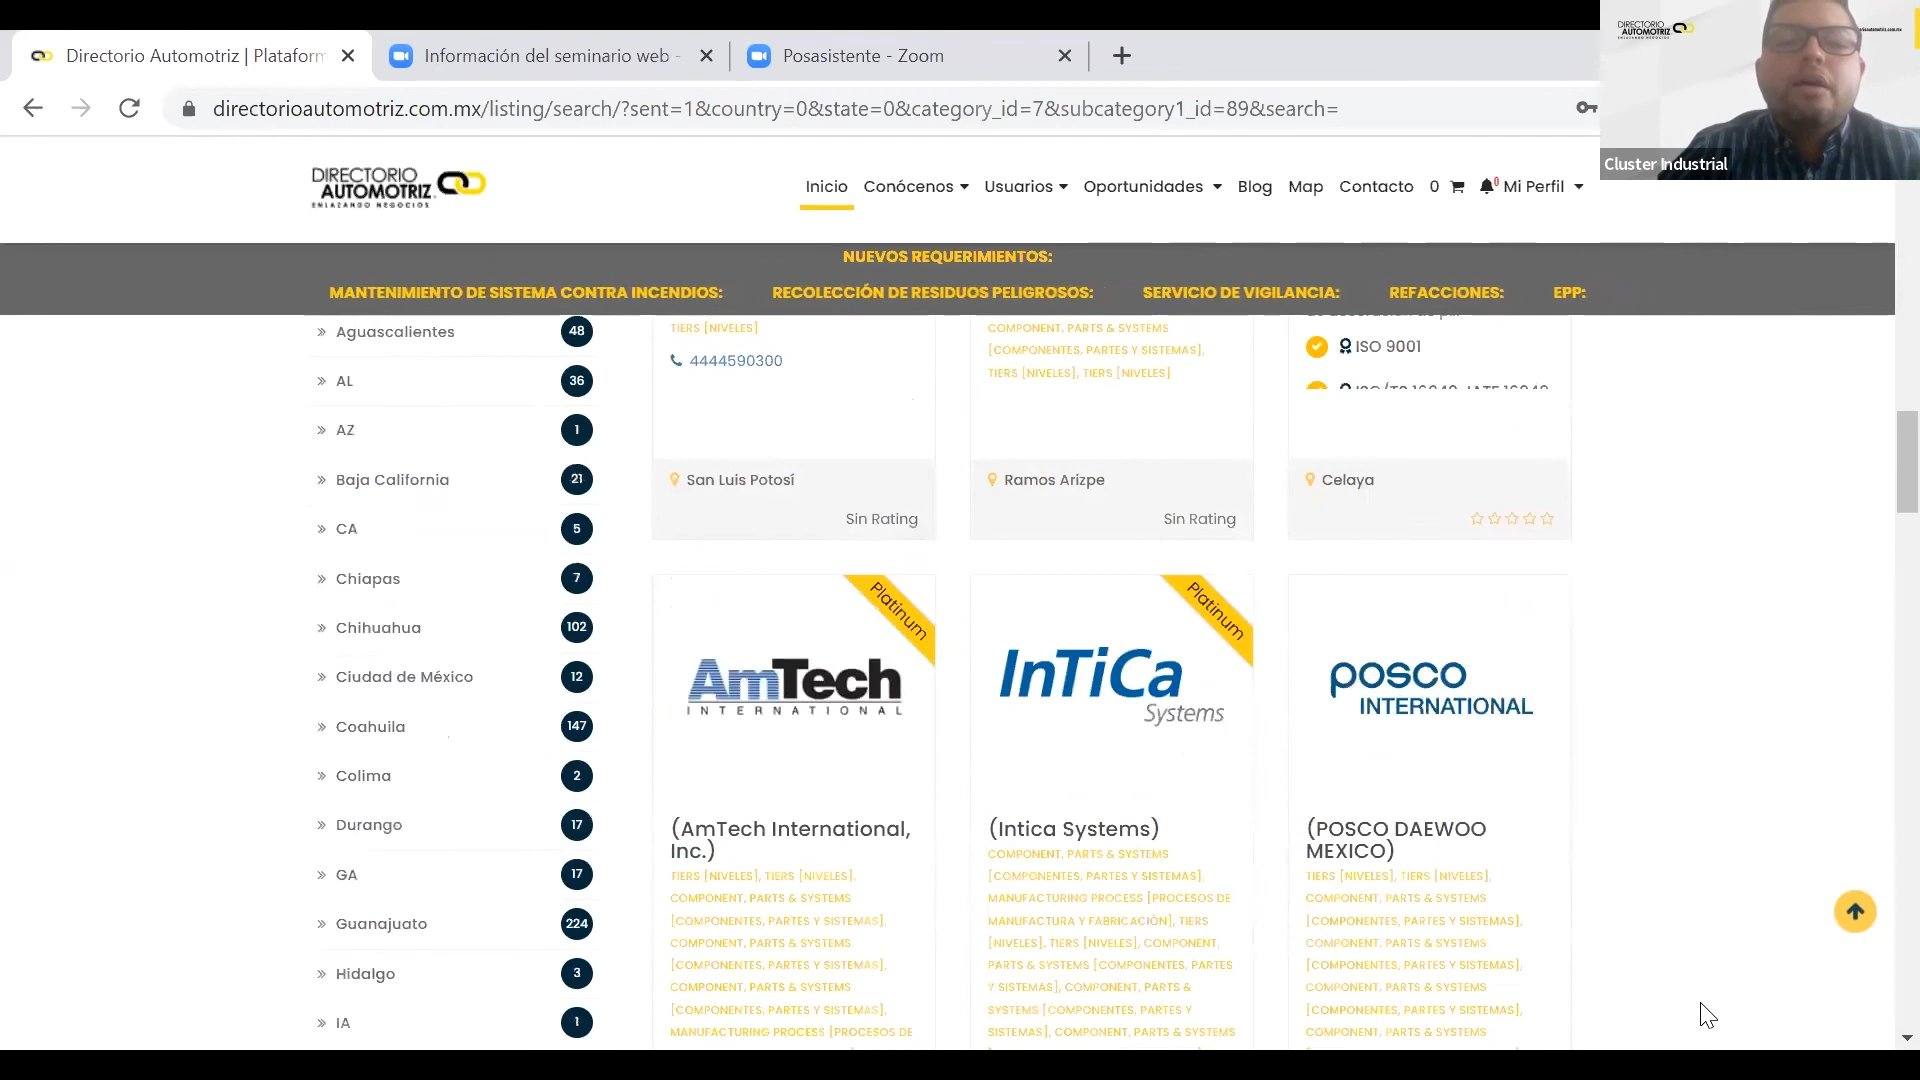 Directorio Automotriz | Plataform
Información del seminario web -
Posasistente - Zoom
directorioautomotriz.com.mx/listing/search/?sent=1&country=0&state=0&category_id=7&subcategory1_id=89&search=
DIRECTORIO
AUTOMOTRIZ
Cluster Industrial
DIRECTORIO
AUTOMOTRIZ
ENLAZANDO NEGOCIOS
Inicio Conócenos Usuarios Oportunidades Blog Map Contacto 0 0 Mi Perfil
NUEVOS REQUERIMIENTOS:
MANTENIMIENTO DE SISTEMA CONTRA INCENDIOS: RECOLECCIÓN DE RESIDUOS PELIGROSOS: SERVICIO DE VIGILANCIA: REFACCIONES: EPP:
» Aguascalientes 48
» AL 36
» AZ 1
» Baja California 21
» CA 5
» Chiapas 7
» Chihuahua 102
» Ciudad de México 12
» Coahuila 147
» Colima 2
» Durango 17
» GA 17
» Guanajuato 224
» Hidalgo 3
» IA 1
TIERS [NIVELES]
4444590300
San Luis Potosí
Sin Rating
COMPONENT, PARTS & SYSTEMS
[COMPONENTES, PARTES Y SISTEMAS],
TIERS [NIVELES], TIERS [NIVELES]
Ramos Arizpe
Sin Rating
ISO 9001
Celaya
Platinum
AmTech
INTERNATIONAL
(AmTech International,
Inc.)
TIERS [NIVELES], TIERS [NIVELES],
COMPONENT, PARTS & SYSTEMS
[COMPONENTES, PARTES Y SISTEMAS],
COMPONENT, PARTS & SYSTEMS
[COMPONENTES, PARTES Y SISTEMAS],
COMPONENT, PARTS & SYSTEMS
[COMPONENTES, PARTES Y SISTEMAS],
MANUFACTURING PROCESS [PROCESOS DE
Platinum
InTiCa
Systems
(Intica Systems)
COMPONENT, PARTS & SYSTEMS
[COMPONENTES, PARTES Y SISTEMAS],
MANUFACTURING PROCESS [PROCESOS DE
MANUFACTURA Y FABRICACIÓN], TIERS
[NIVELES], TIERS [NIVELES], COMPONENT,
PARTS & SYSTEMS [COMPONENTES, PARTES
Y SISTEMAS], COMPONENT, PARTS &
SYSTEMS [COMPONENTES, PARTES Y
SISTEMAS], COMPONENT, PARTS & SYSTEMS
posco
INTERNATIONAL
(POSCO DAEWOO
MEXICO)
TIERS [NIVELES], TIERS [NIVELES],
COMPONENT, PARTS & SYSTEMS
[COMPONENTES, PARTES Y SISTEMAS],
COMPONENT, PARTS & SYSTEMS
[COMPONENTES, PARTES Y SISTEMAS],
COMPONENT, PARTS & SYSTEMS
[COMPONENTES, PARTES Y SISTEMAS],
COMPONENT, PARTS & SYSTEMS